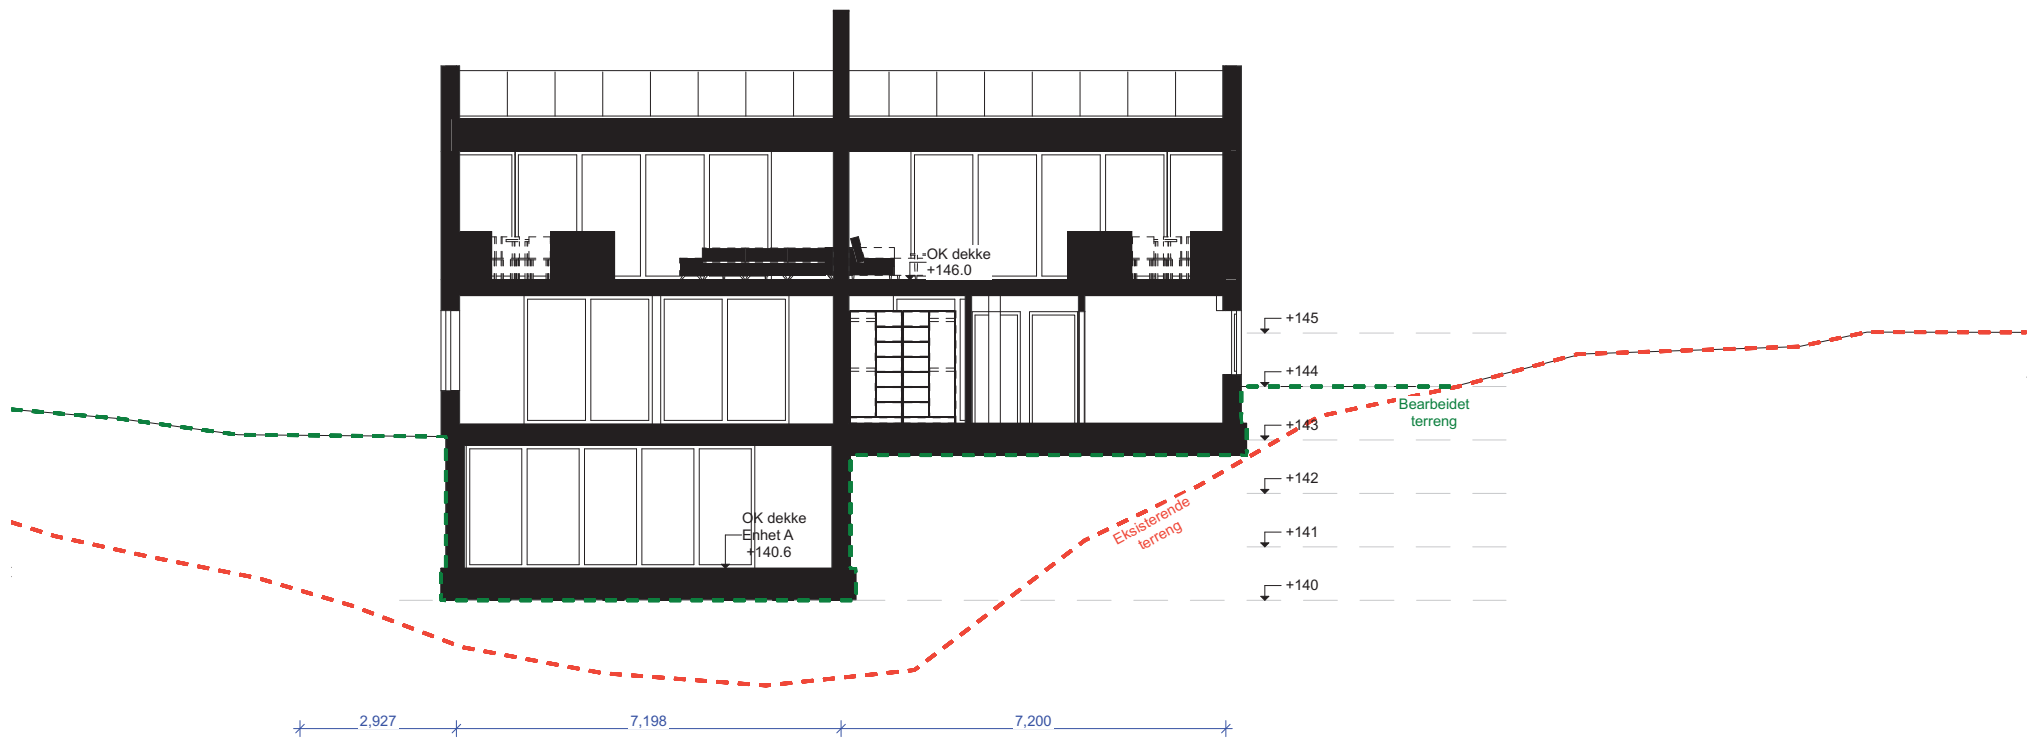 OK dekke
+146.0
+145
+144
Bearbeidet
terreng
+143
+142
Eksisterende
terreng
OK dekke
Enhet A
+140.6
+141
+140
2,927
7,198
7,200